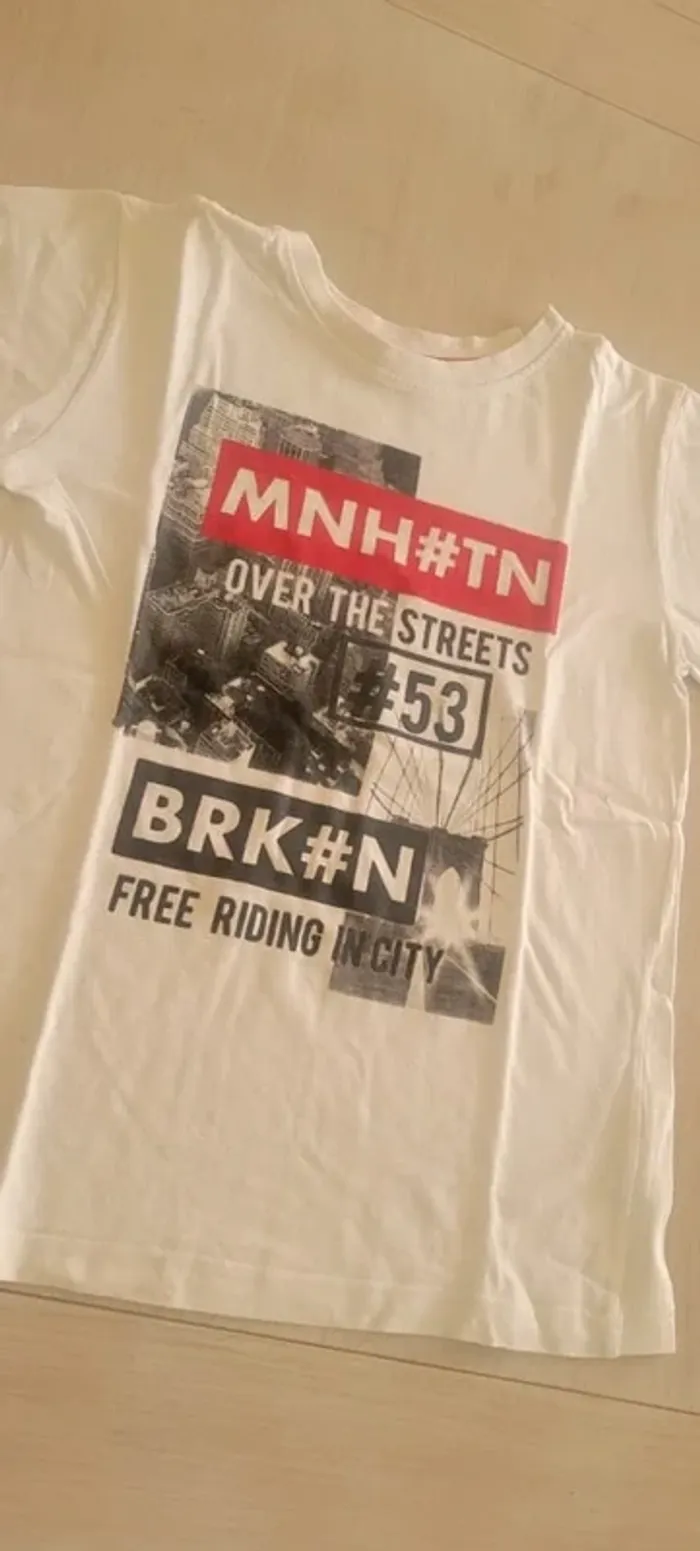 MNH#TN
OVER THE STREETS
#53
BRK#N
FREE RIDING IN CITY